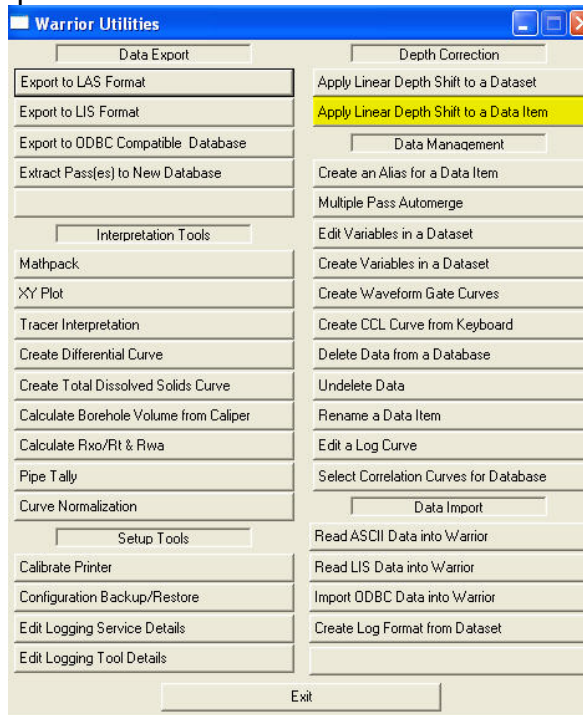 Warrior Utilities
Data Export
Export to LAS Format
Export to LIS Format
Export to ODBC Compatible Database
Extract Pass(es) to New Database
Interpretation Tools
Mathpack
XY Plot
Tracer Interpretation
Create Differential Curve
Create Total Dissolved Solids Curve
Calculate Borehole Volume from Caliper
Calculate Rxo/Rt & Rwa
Pipe Tally
Curve Normalization
Setup Tools
Calibrate Printer
Configuration Backup/Restore
Edit Logging Service Details
Edit Logging Tool Details
Depth Correction
Apply Linear Depth Shift to a Dataset
Apply Linear Depth Shift to a Data Item
Data Management
Create an Alias for a Data Item
Multiple Pass Automerge
Edit Variables in a Dataset
Create Variables in a Dataset
Create Waveform Gate Curves
Create CCL Curve from Keyboard
Delete Data from a Database
Undelete Data
Rename a Data Item
Edit a Log Curve
Select Correlation Curves for Database
Data Import
Read ASCII Data into Warrior
Read LIS Data into Warrior
Import ODBC Data into Warrior
Create Log Format from Dataset
Exit